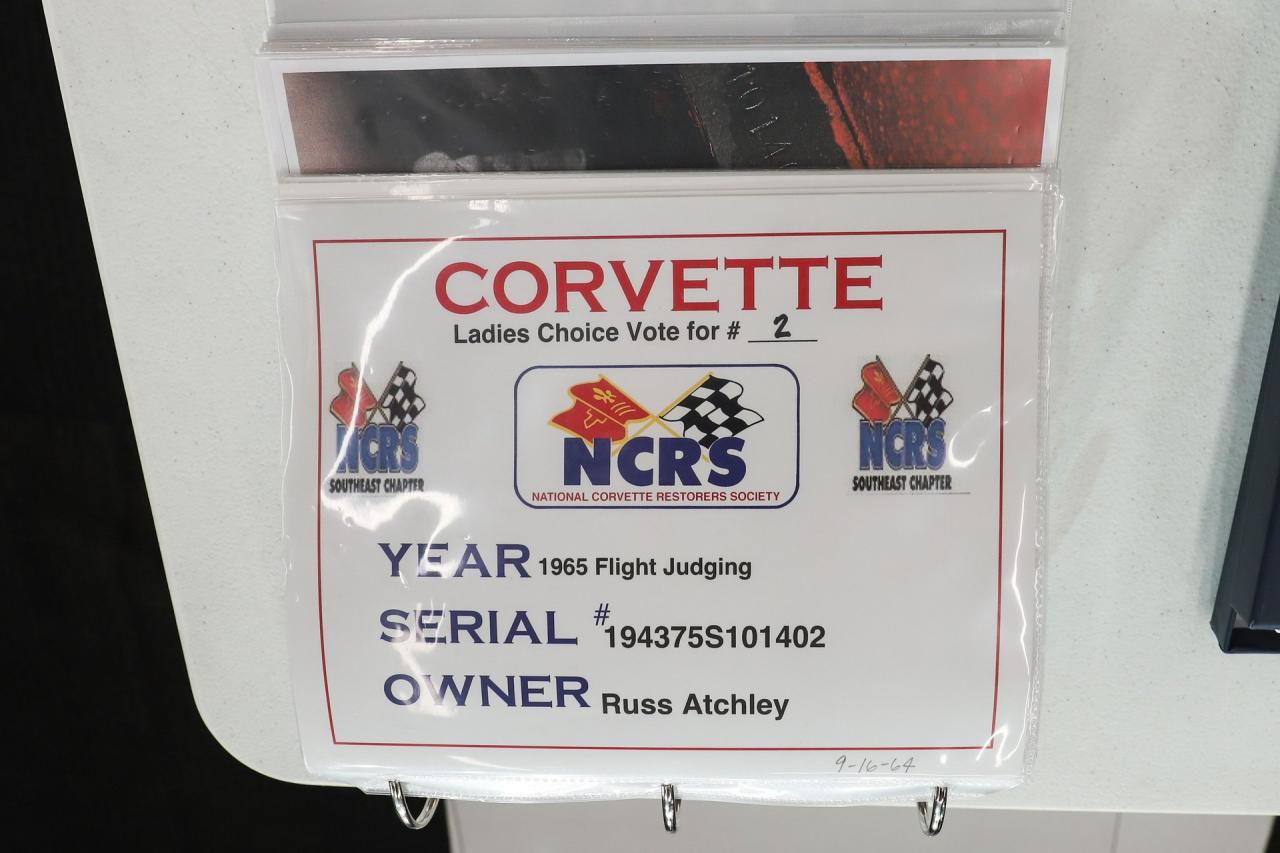 CORVETTE
Ladies Choice Vote for # 2
NCRS
SOUTHEAST CHAPTER
NCRS
NATIONAL CORVETTE RESTORERS SOCIETY
NCRS
SOUTHEAST CHAPTER
YEAR 1965 Flight Judging
SERIAL # 194375S101402
OWNER Russ Atchley
9-16-64